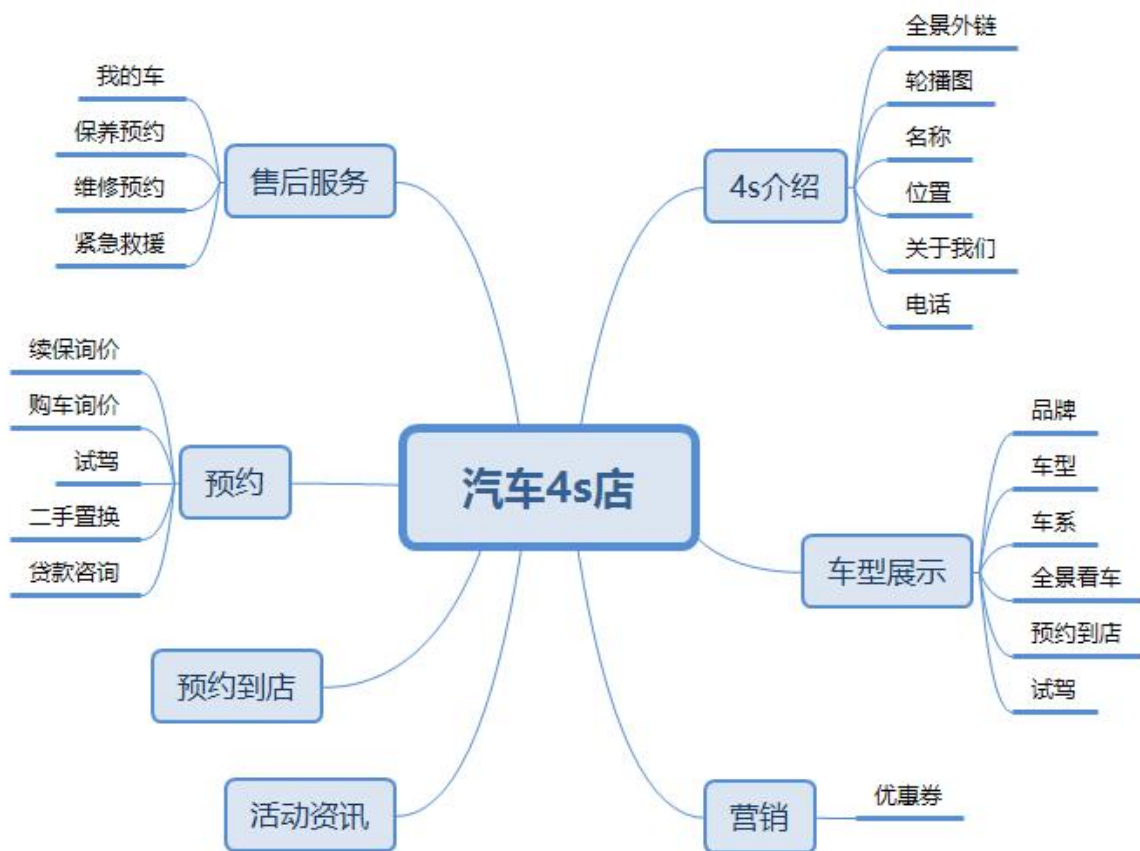 汽车4s店
4s介绍
全景外链
轮播图
名称
位置
关于我们
电话
车型展示
品牌
车型
车系
全景看车
预约到店
试驾
营销
优惠券
活动资讯
预约到店
预约
续保询价
购车询价
试驾
二手置换
贷款咨询
售后服务
我的车
保养预约
维修预约
紧急救援